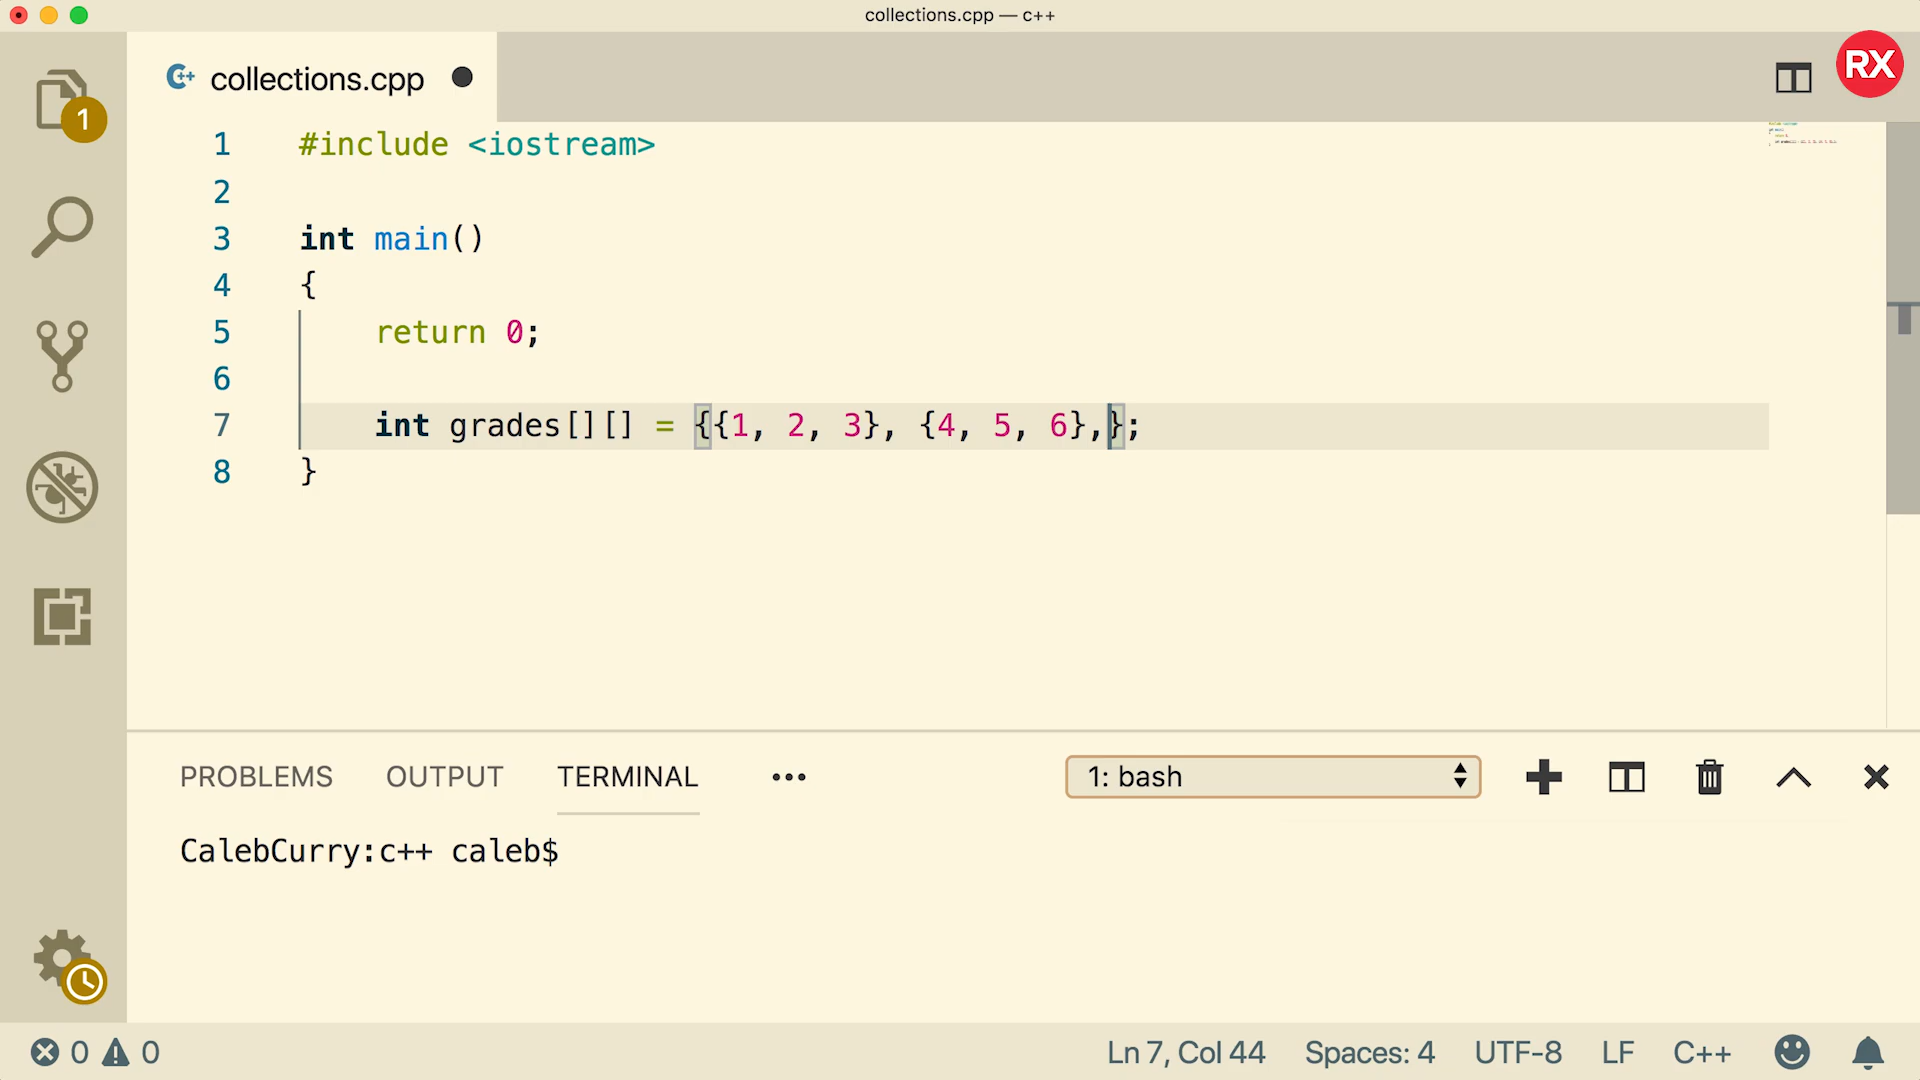 collections.cpp — c++
RX
collections.cpp
1
1 #include <iostream>
2
3 int main()
4 {
5     return 0;
6
7     int grades[][] = {{1, 2, 3}, {4, 5, 6},};
8 }
PROBLEMS OUTPUT TERMINAL ••• 1: bash
CalebCurry:c++ caleb$
0 0 Ln 7, Col 44 Spaces: 4 UTF-8 LF C++